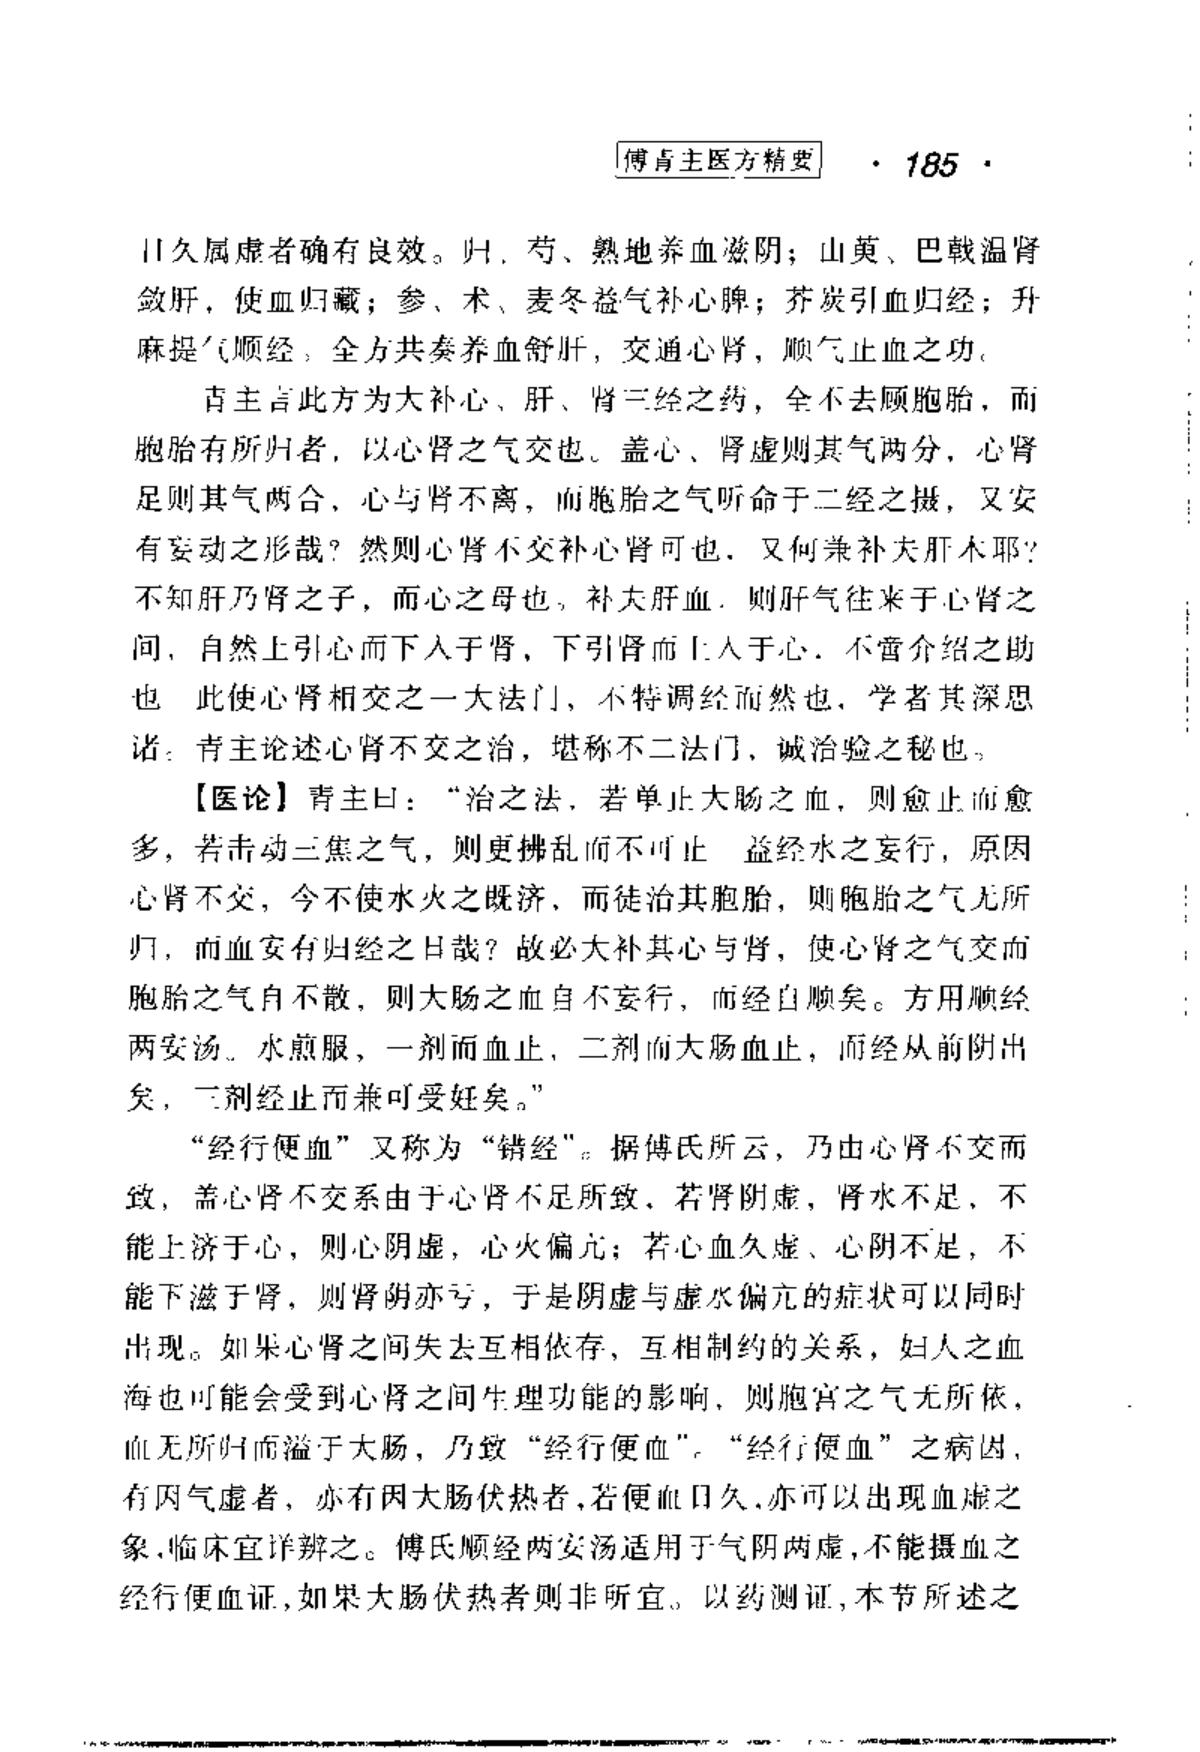 傅青主医方精要 · 185 ·
日久属虚者确有良效。归、芍、熟地养血滋阴；山萸、巴戟温肾
敛肝，使血归藏；参、术、麦冬益气补心脾；芥炭引血归经；升
麻提气顺经。全方共奏养血舒肝，交通心肾，顺气止血之功。
青主言此方为大补心、肝、肾三经之药，全不去顾胞胎，而
胞胎有所归者，以心肾之气交也。盖心、肾虚则其气两分，心肾
足则其气两合，心与肾不离，而胞胎之气听命于二经之摄，又安
有妄动之形哉？然则心肾不交补心肾可也，又何兼补夫肝木耶？
不知肝乃肾之子，而心之母也。补夫肝血，则肝气往来于心肾之
间，自然上引心而下入于肾，下引肾而上入于心，不啻介绍之助
也 此使心肾相交之一大法门，不特调经而然也，学者其深思
诸。青主论述心肾不交之治，堪称不二法门，诚治验之秘也。
【医论】青主曰：“治之法，若单止大肠之血，则愈止而愈
多，若击动三焦之气，则更拂乱而不可止 益经水之妄行，原因
心肾不交，今不使水火之既济，而徒治其胞胎，则胞胎之气无所
归，而血安有归经之日哉？故必大补其心与肾，使心肾之气交而
胞胎之气自不散，则大肠之血自不妄行，而经自顺矣。方用顺经
两安汤。水煎服，一剂而血止，二剂而大肠血止，而经从前阴出
矣，三剂经止而兼可受妊矣。”
“经行便血”又称为“错经”。据傅氏所云，乃由心肾不交而
致，盖心肾不交系由于心肾不足所致，若肾阴虚，肾水不足，不
能上济于心，则心阴虚，心火偏亢；若心血久虚、心阴不足，不
能下滋于肾，则肾阴亦亏，于是阴虚与虚火偏亢的症状可以同时
出现。如果心肾之间失去互相依存，互相制约的关系，妇人之血
海也可能会受到心肾之间生理功能的影响，则胞宫之气无所依，
血无所归而溢于大肠，乃致“经行便血”。“经行便血”之病因，
有因气虚者，亦有因大肠伏热者，若便血日久，亦可以出现血虚之
象，临床宜详辨之。傅氏顺经两安汤适用于气阴两虚，不能摄血之
经行便血证，如果大肠伏热者则非所宜。以药测证，本节所述之